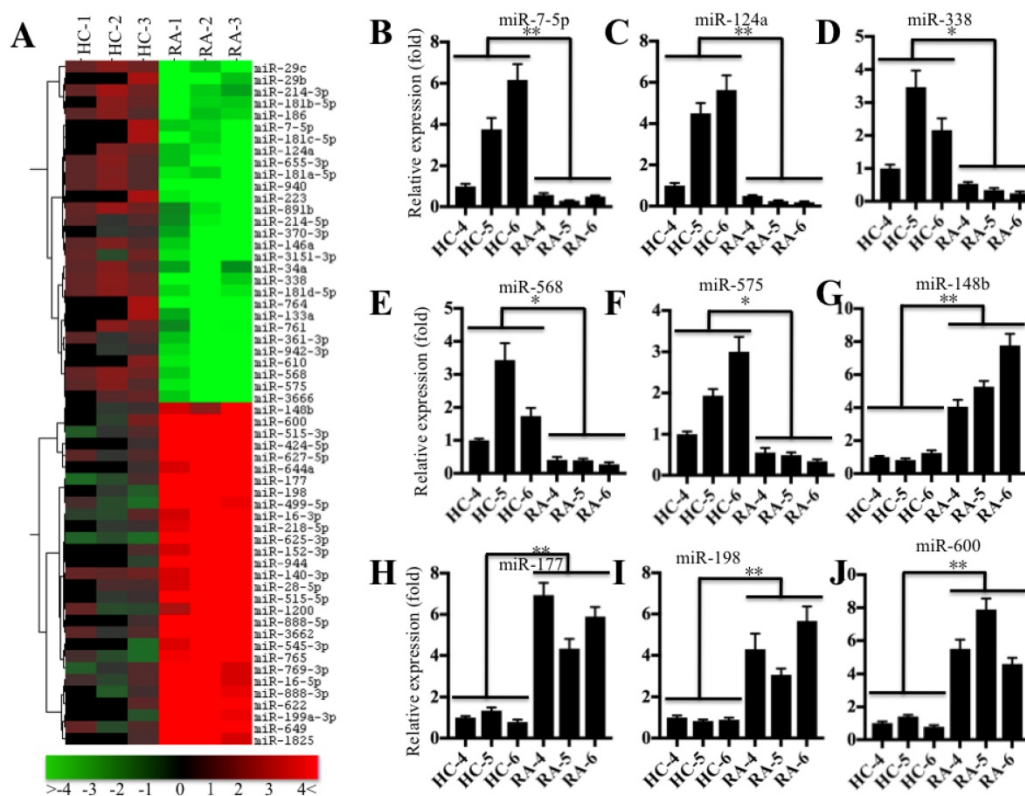 A
HC-1
HC-2
HC-3
RA-1
RA-2
RA-3
miR-29c
miR-29b
miR-214-3p
miR-181b-5p
miR-186
miR-7-5p
miR-181c-5p
miR-124a
miR-655-3p
miR-181a-5p
miR-940
miR-223
miR-891b
miR-214-5p
miR-370-3p
miR-146a
miR-3151-3p
miR-34a
miR-338
miR-181d-5p
miR-764
miR-133a
miR-761
miR-361-3p
miR-942-3p
miR-610
miR-568
miR-575
miR-3666
miR-148b
miR-600
miR-515-3p
miR-424-5p
miR-627-5p
miR-644a
miR-177
miR-198
miR-499-5p
miR-16-3p
miR-218-5p
miR-625-3p
miR-152-3p
miR-944
miR-140-3p
miR-28-5p
miR-515-5p
miR-1200
miR-888-5p
miR-3662
miR-545-3p
miR-765
miR-769-3p
miR-16-5p
miR-888-3p
miR-622
miR-199a-3p
miR-649
miR-1825
>-4 -3 -2 -1 0 1 2 3 4<
B
miR-7-5p
**
Relative expression (fold)
8
6
4
2
0
HC-4 HC-5 HC-6 RA-4 RA-5 RA-6
C
miR-124a
**
8
6
4
2
0
HC-4 HC-5 HC-6 RA-4 RA-5 RA-6
D
miR-338
*
5
4
3
2
1
0
HC-4 HC-5 HC-6 RA-4 RA-5 RA-6
E
miR-568
*
Relative expression (fold)
5
4
3
2
1
0
HC-4 HC-5 HC-6 RA-4 RA-5 RA-6
F
miR-575
*
4
3
2
1
0
HC-4 HC-5 HC-6 RA-4 RA-5 RA-6
G
miR-148b
**
10
8
6
4
2
0
HC-4 HC-5 HC-6 RA-4 RA-5 RA-6
H
**
miR-177
Relative expression (fold)
8
6
4
2
0
HC-4 HC-5 HC-6 RA-4 RA-5 RA-6
I
miR-198
**
8
6
4
2
0
HC-4 HC-5 HC-6 RA-4 RA-5 RA-6
J
miR-600
**
10
8
6
4
2
0
HC-4 HC-5 HC-6 RA-4 RA-5 RA-6